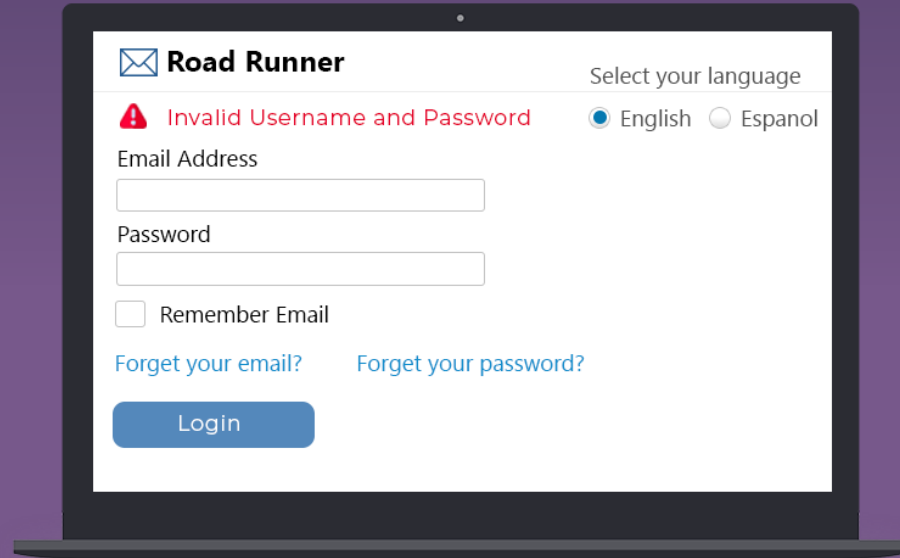 Road Runner
Select your language
Invalid Username and Password
English Espanol
Email Address
Password
Remember Email
Forget your email? Forget your password?
Login